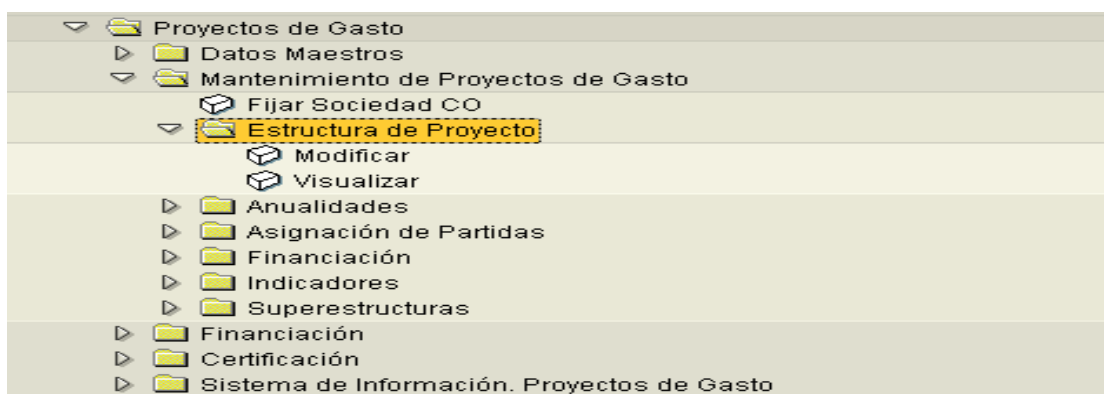 Proyectos de Gasto
Datos Maestros
Mantenimiento de Proyectos de Gasto
Fijar Sociedad CO
Estructura de Proyecto
Modificar
Visualizar
Anualidades
Asignación de Partidas
Financiación
Indicadores
Superestructuras
Financiación
Certificación
Sistema de Información. Proyectos de Gasto